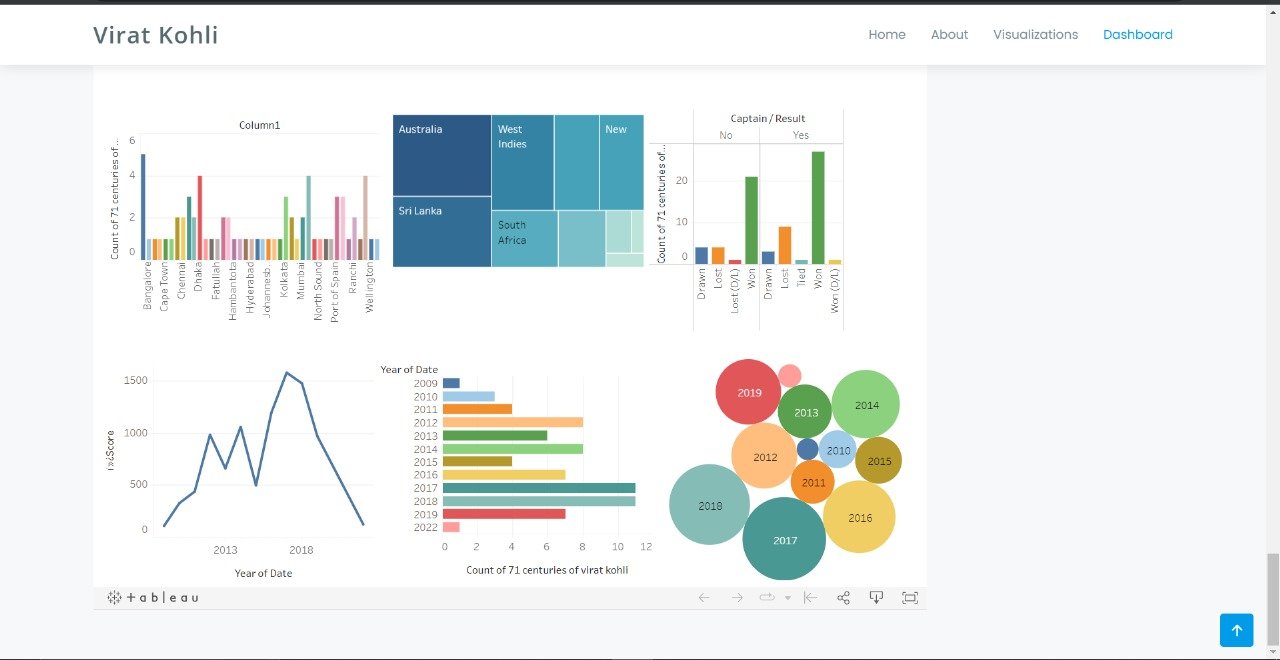 Virat Kohli
Home About Visualizations Dashboard
Column1
Count of 71 centuries of...
6
4
2
0
Bangalore
Cape Town
Chennai
Dhaka
Fatullah
Hambantota
Hyderabad
Johannesb..
Kolkata
Mumbai
North Sound
Port of Spain
Ranchi
Wellington
Australia
West
Indies
New
Sri Lanka
South
Africa
Captain / Result
No Yes
Count of 71 centuries of...
20
10
0
Drawn
Lost
Lost (D/L)
Won
Drawn
Lost
Tied
Won
Won (D/L)
Score
1500
1000
500
0
2013 2018
Year of Date
Year of Date
2009
2010
2011
2012
2013
2014
2015
2016
2017
2018
2019
2022
0 2 4 6 8 10 12
Count of 71 centuries of virat kohli
2019
2013
2014
2012
2010
2015
2011
2018
2016
2017
+ a b l e a u